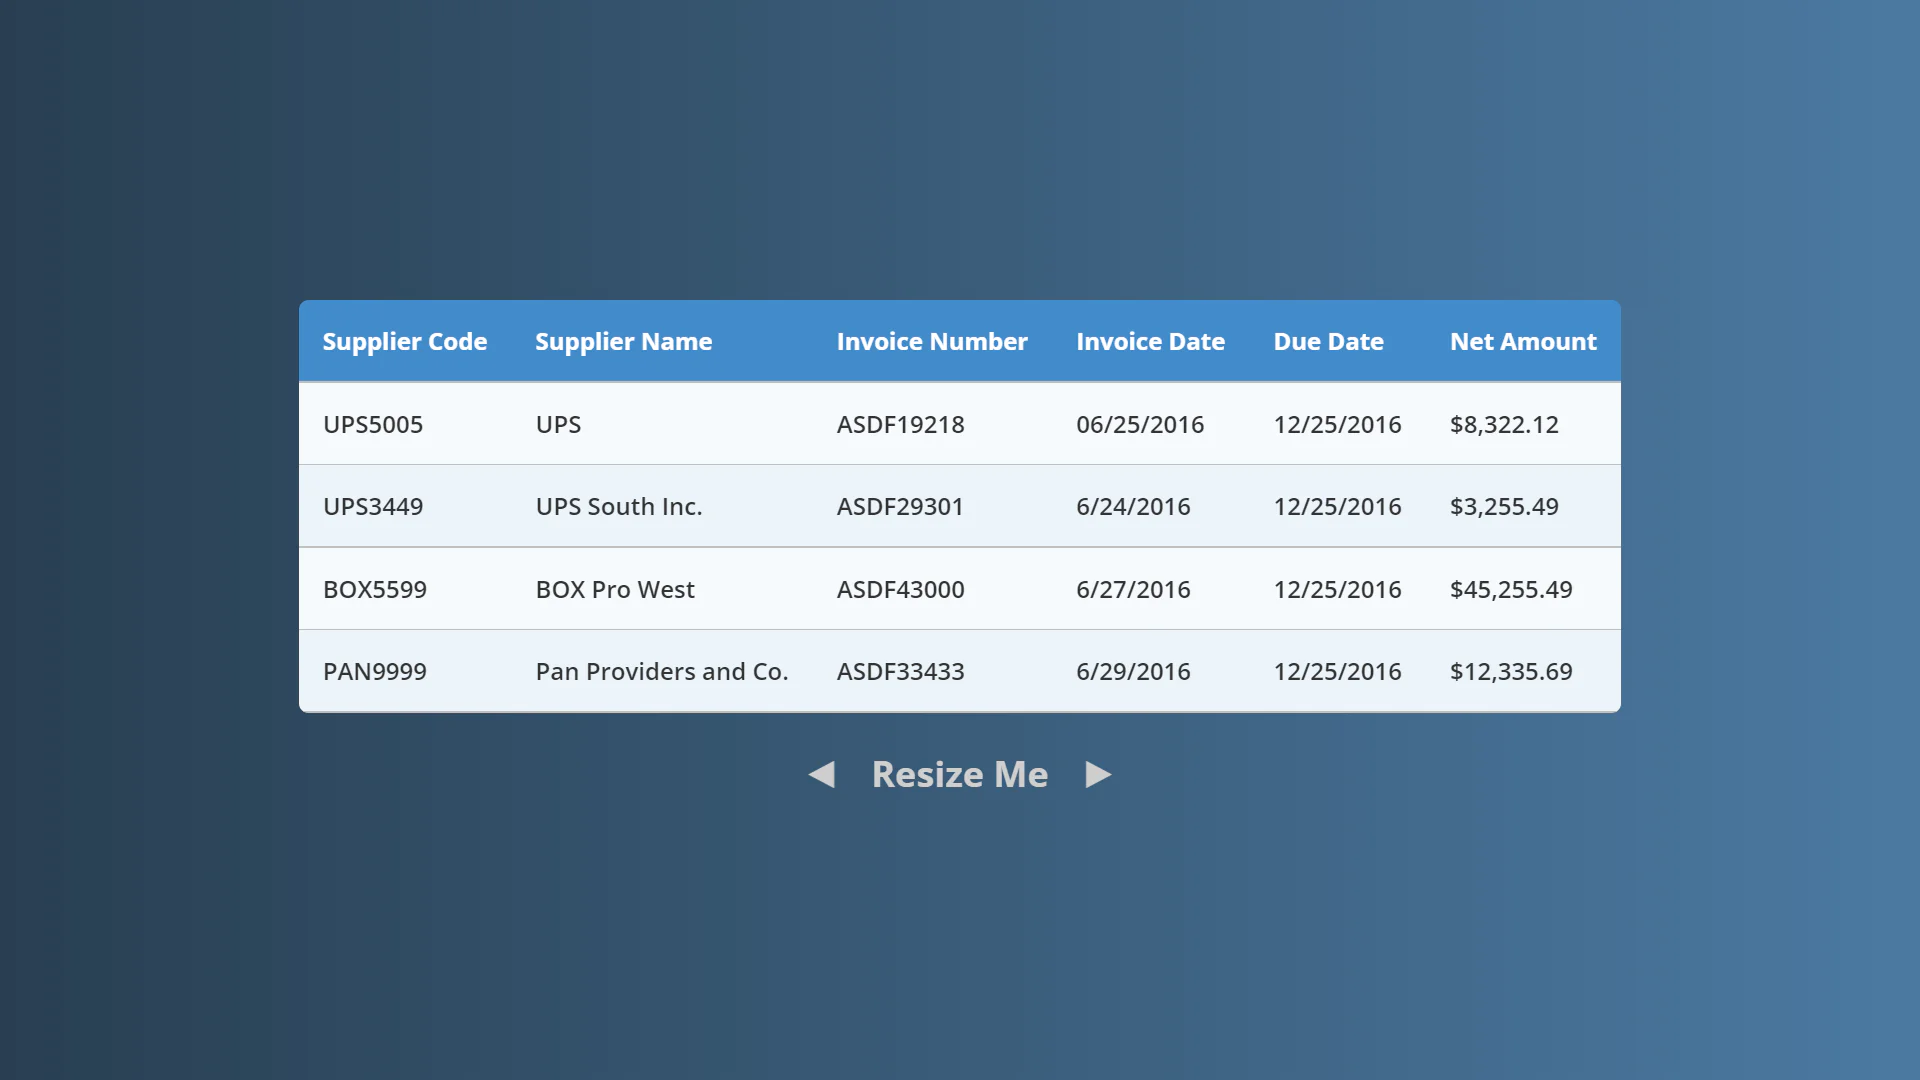 Supplier Code Supplier Name Invoice Number Invoice Date Due Date Net Amount
UPS5005 UPS ASDF19218 06/25/2016 12/25/2016 $8,322.12
UPS3449 UPS South Inc. ASDF29301 6/24/2016 12/25/2016 $3,255.49
BOX5599 BOX Pro West ASDF43000 6/27/2016 12/25/2016 $45,255.49
PAN9999 Pan Providers and Co. ASDF33433 6/29/2016 12/25/2016 $12,335.69
◀ Resize Me ▶